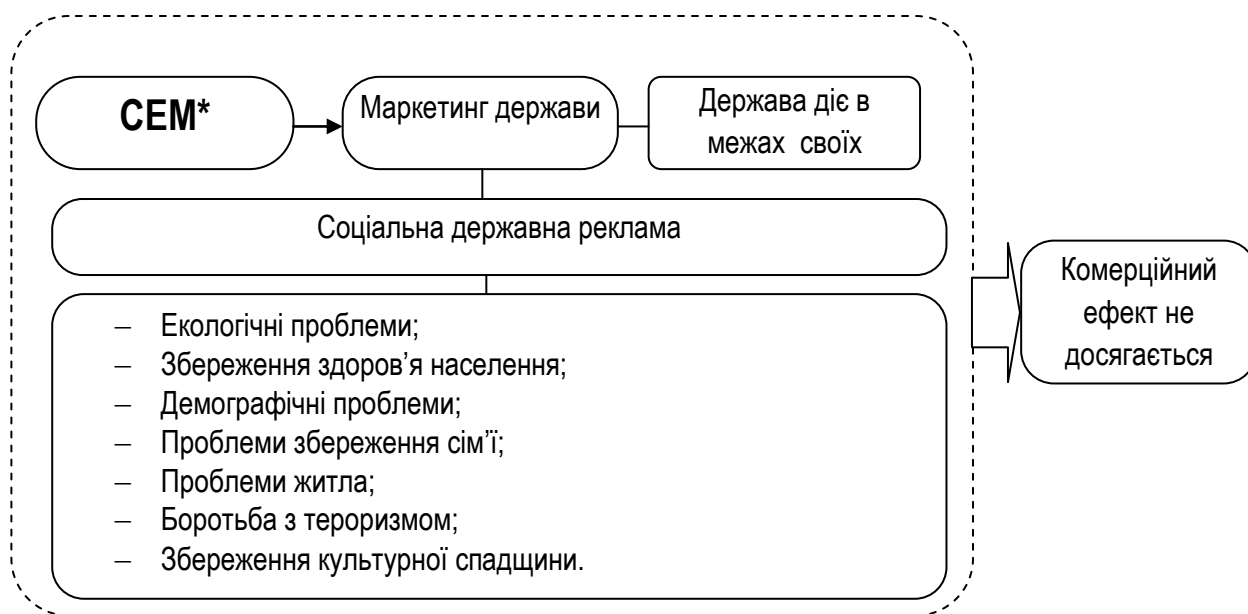 СЕМ*
Маркетинг держави
Держава діє в
межах своїх
Соціальна державна реклама
– Екологічні проблеми;
– Збереження здоров’я населення;
– Демографічні проблеми;
– Проблеми збереження сім’ї;
– Проблеми житла;
– Боротьба з тероризмом;
– Збереження культурної спадщини.
Комерційний
ефект не
досягається